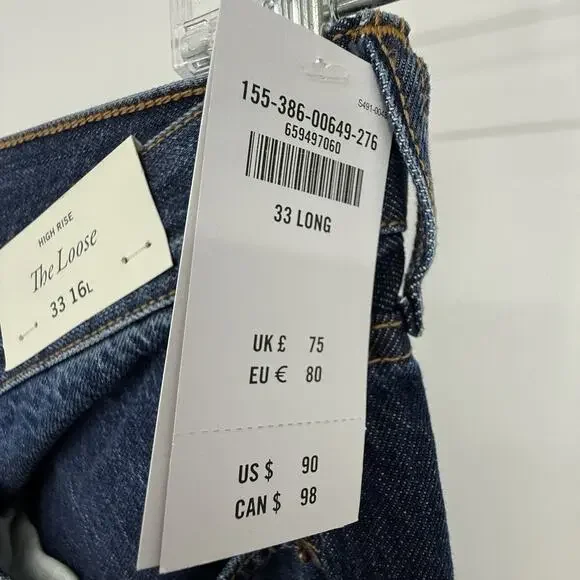 155-386-00649-276
659497060
33 LONG
UK £ 75
EU € 80
US $ 90
CAN $ 98
HIGH RISE
The Loose
33 16L